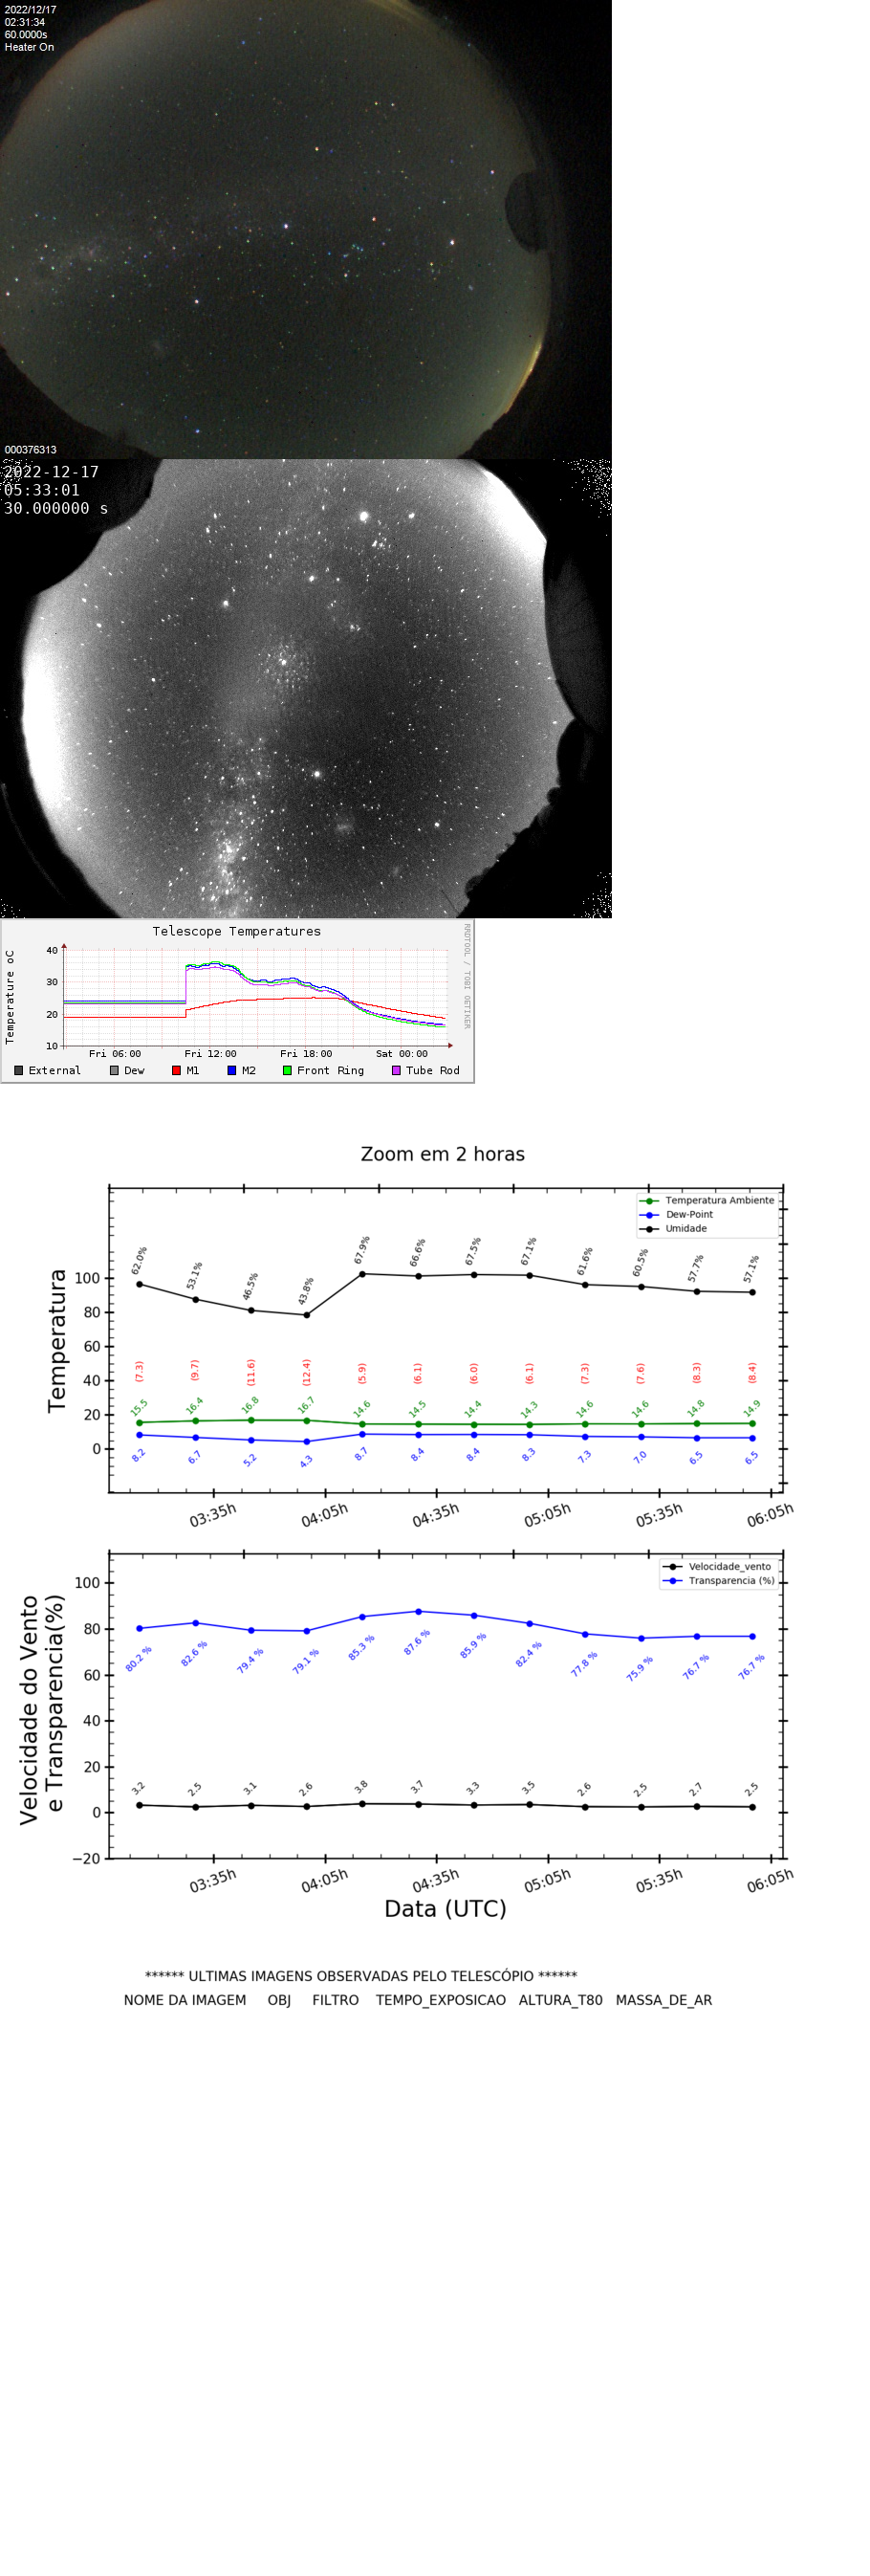 2022/12/17
02:31:34
60.0000s
Heater On
000376313
2022-12-17
05:33:01
30.000000 s
Telescope Temperatures
RRDTOOL / TOBI OETIKER
Temperature oC
40
30
20
10
Fri 06:00 Fri 12:00 Fri 18:00 Sat 00:00
External Dew M1 M2 Front Ring Tube Rod
Zoom em 2 horas
Temperatura Ambiente
Dew-Point
Umidade
Temperatura
100
80
60
40
20
0
62.0% 53.1% 46.5% 43.8% 67.9% 66.6% 67.5% 67.1% 61.6% 60.5% 57.7% 57.1%
(7.3) (9.7) (11.6) (12.4) (5.9) (6.1) (6.0) (6.1) (7.3) (7.6) (8.3) (8.4)
15.5 16.4 16.8 16.7 14.6 14.5 14.4 14.3 14.6 14.6 14.8 14.9
8.2 6.7 5.2 4.3 8.7 8.4 8.4 8.3 7.3 7.0 6.5 6.5
03:35h 04:05h 04:35h 05:05h 05:35h 06:05h
Velocidade_vento
Transparencia (%)
Velocidade do Vento
e Transparencia(%)
100
80
60
40
20
0
−20
80.2 % 82.6 % 79.4 % 79.1 % 85.3 % 87.6 % 85.9 % 82.4 % 77.8 % 75.9 % 76.7 % 76.7 %
3.2 2.5 3.1 2.6 3.8 3.7 3.3 3.5 2.6 2.5 2.7 2.5
03:35h 04:05h 04:35h 05:05h 05:35h 06:05h
Data (UTC)
****** ULTIMAS IMAGENS OBSERVADAS PELO TELESCÓPIO ******
NOME DA IMAGEM OBJ FILTRO TEMPO_EXPOSICAO ALTURA_T80 MASSA_DE_AR